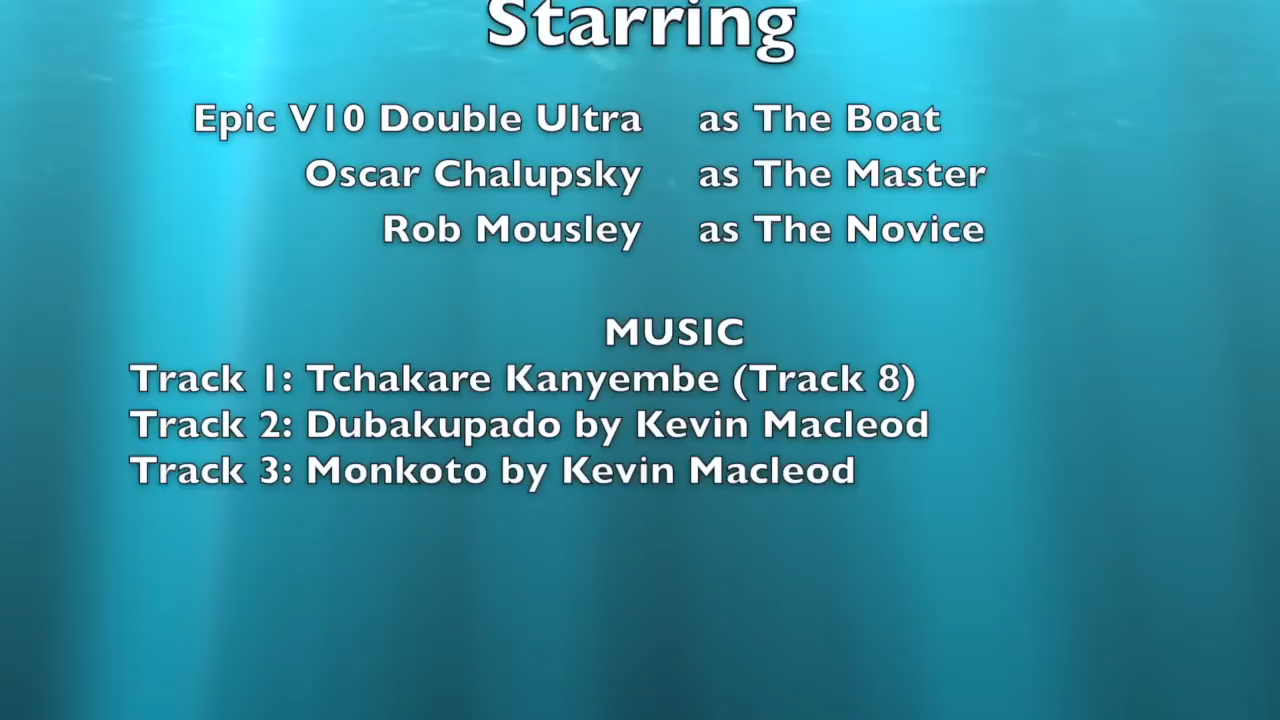 Starring
Epic V10 Double Ultra as The Boat
Oscar Chalupsky as The Master
Rob Mousley as The Novice
MUSIC
Track 1: Tchakare Kanyembe (Track 8)
Track 2: Dubakupado by Kevin Macleod
Track 3: Monkoto by Kevin Macleod